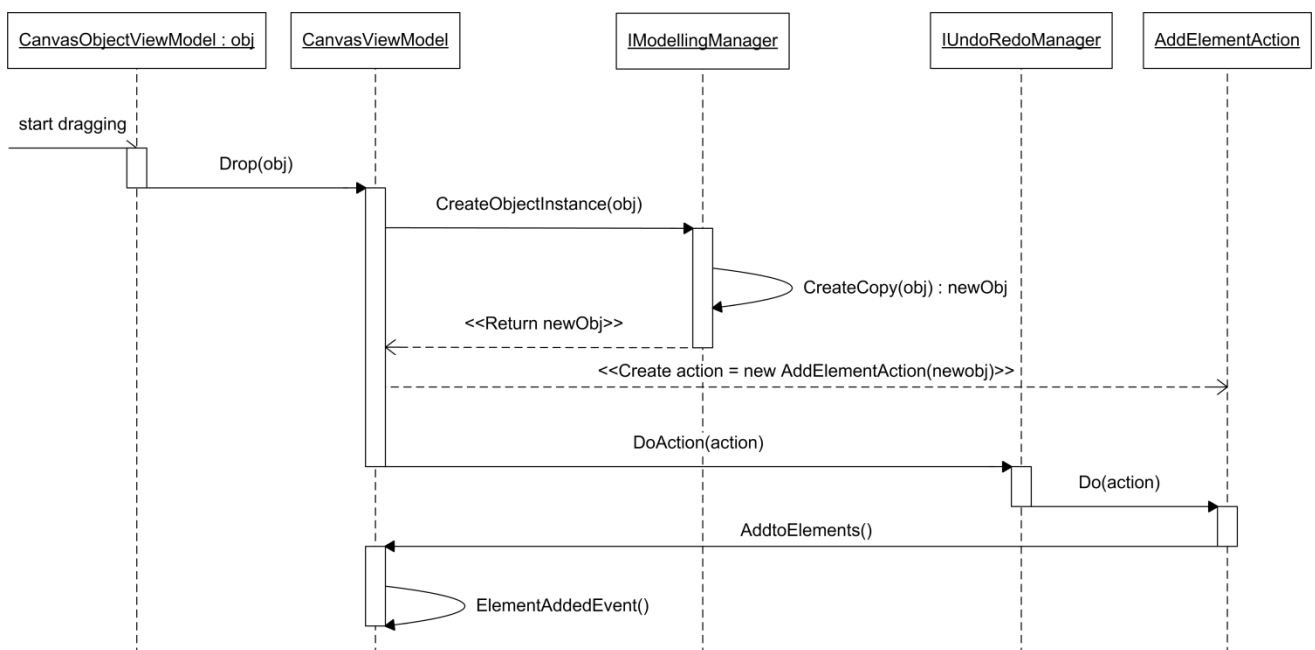 CanvasObjectViewModel : obj
CanvasViewModel
IModellingManager
IUndoRedoManager
AddElementAction
start dragging
Drop(obj)
CreateObjectInstance(obj)
CreateCopy(obj) : newObj
<<Return newObj>>
<<Create action = new AddElementAction(newobj)>>
DoAction(action)
Do(action)
AddtoElements()
ElementAddedEvent()